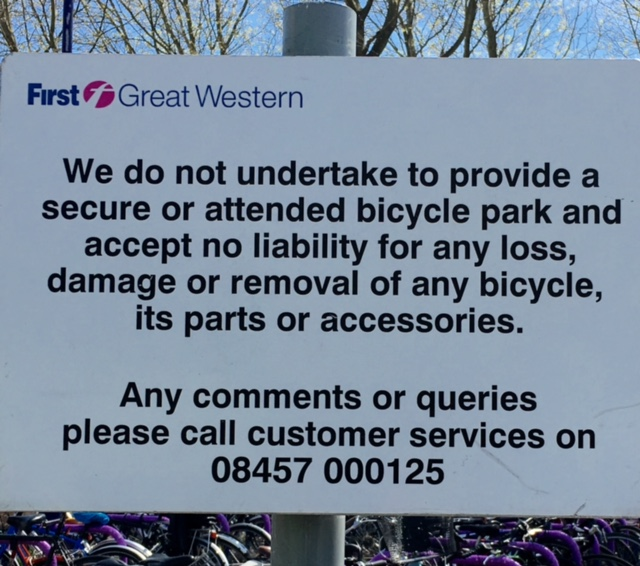 First Great Western
We do not undertake to provide a
secure or attended bicycle park and
accept no liability for any loss,
damage or removal of any bicycle,
its parts or accessories.
Any comments or queries
please call customer services on
08457 000125